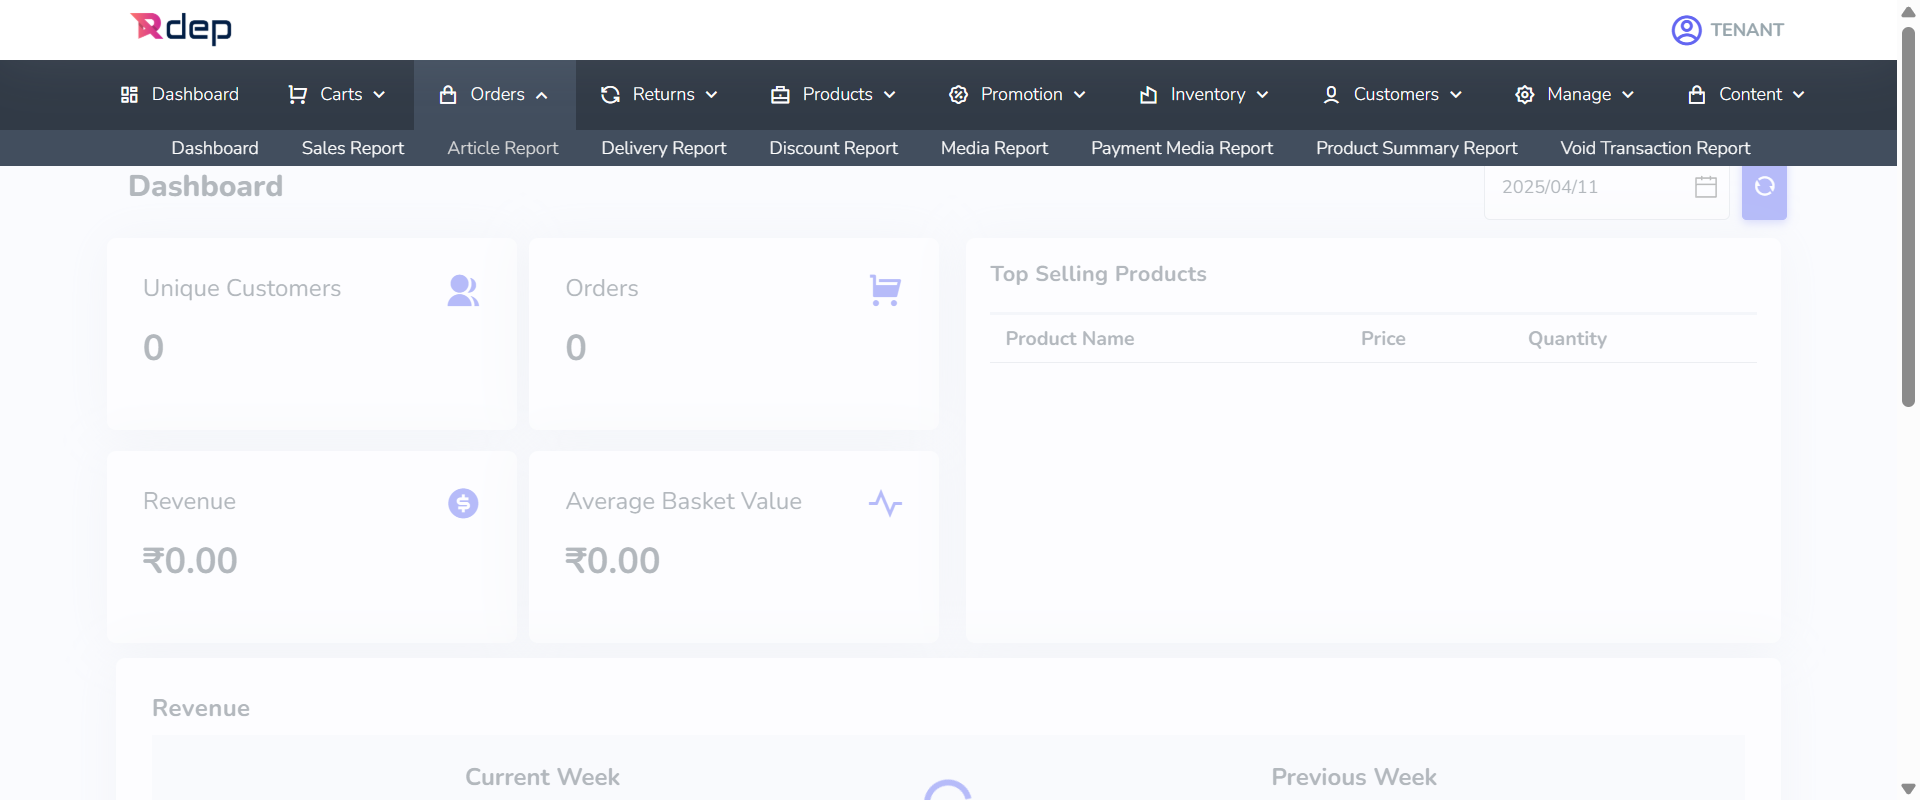 Rdep
TENANT
Dashboard Carts Orders Returns Products Promotion Inventory Customers Manage Content
Dashboard Sales Report Article Report Delivery Report Discount Report Media Report Payment Media Report Product Summary Report Void Transaction Report
Dashboard
2025/04/11
Unique Customers
0
Orders
0
Revenue
₹0.00
Average Basket Value
₹0.00
Top Selling Products
Product Name Price Quantity
Revenue
Current Week Previous Week